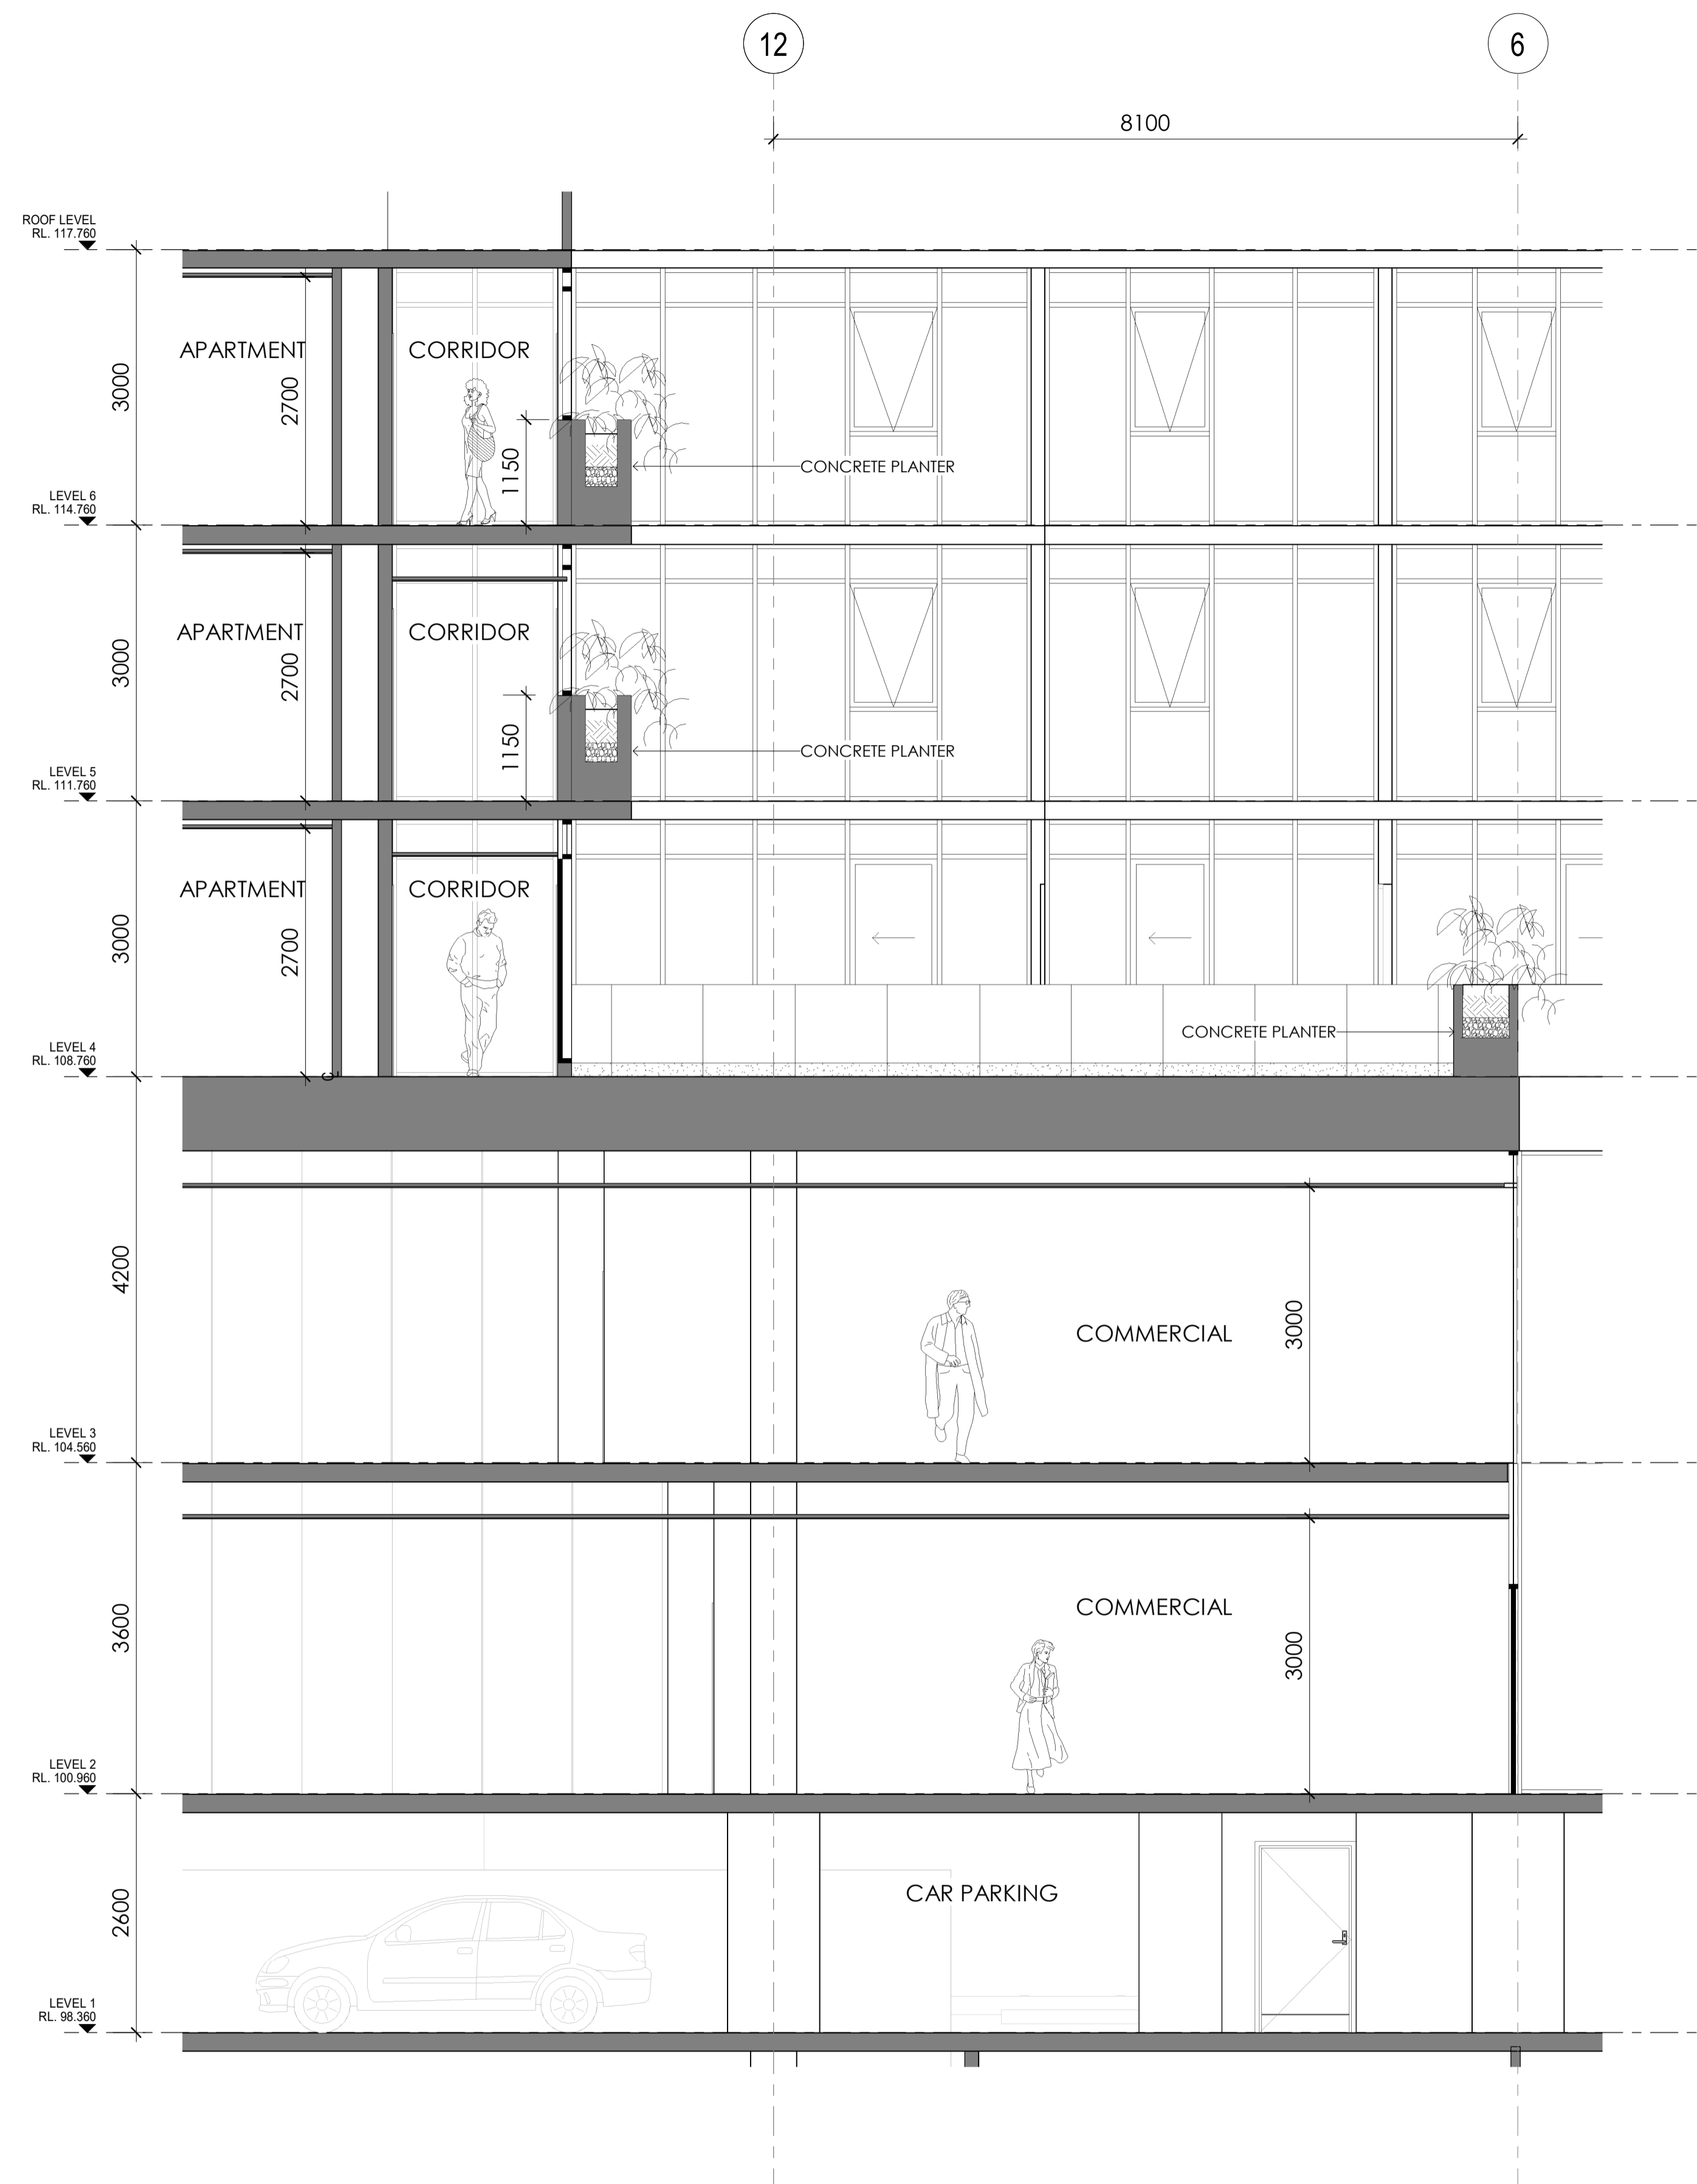 12
6
8100
ROOF LEVEL
RL. 117.760
APARTMENT
CORRIDOR
3000
2700
1150
CONCRETE PLANTER
LEVEL 6
RL. 114.760
APARTMENT
CORRIDOR
3000
2700
1150
CONCRETE PLANTER
LEVEL 5
RL. 111.760
APARTMENT
CORRIDOR
3000
2700
CONCRETE PLANTER
LEVEL 4
RL. 108.760
4200
COMMERCIAL
3000
LEVEL 3
RL. 104.560
3600
COMMERCIAL
3000
LEVEL 2
RL. 100.960
2600
CAR PARKING
LEVEL 1
RL. 98.360